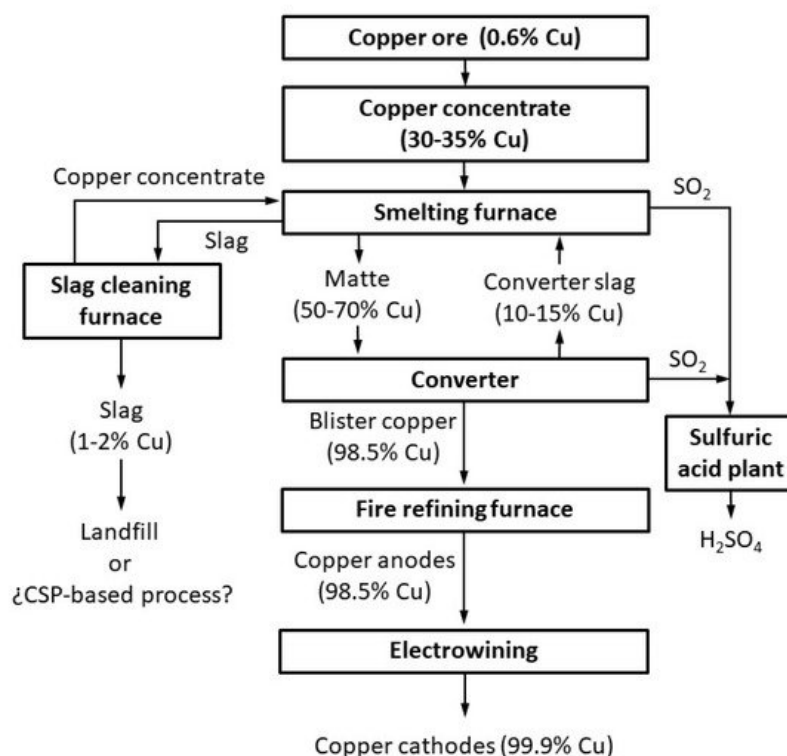 Copper ore (0.6% Cu)
Copper concentrate
(30-35% Cu)
Copper concentrate
SO₂
Smelting furnace
Slag
Slag cleaning
furnace
Matte
(50-70% Cu)
Converter slag
(10-15% Cu)
SO₂
Converter
Slag
(1-2% Cu)
Blister copper
(98.5% Cu)
Sulfuric
acid plant
Fire refining furnace
Landfill
or
¿CSP-based process?
H₂SO₄
Copper anodes
(98.5% Cu)
Electrowining
Copper cathodes (99.9% Cu)